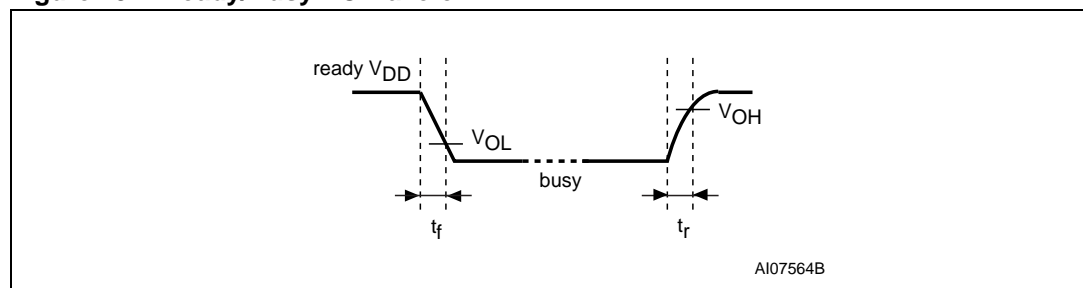 ready VDD
VOL
VOH
busy
tf
tr
AI07564B